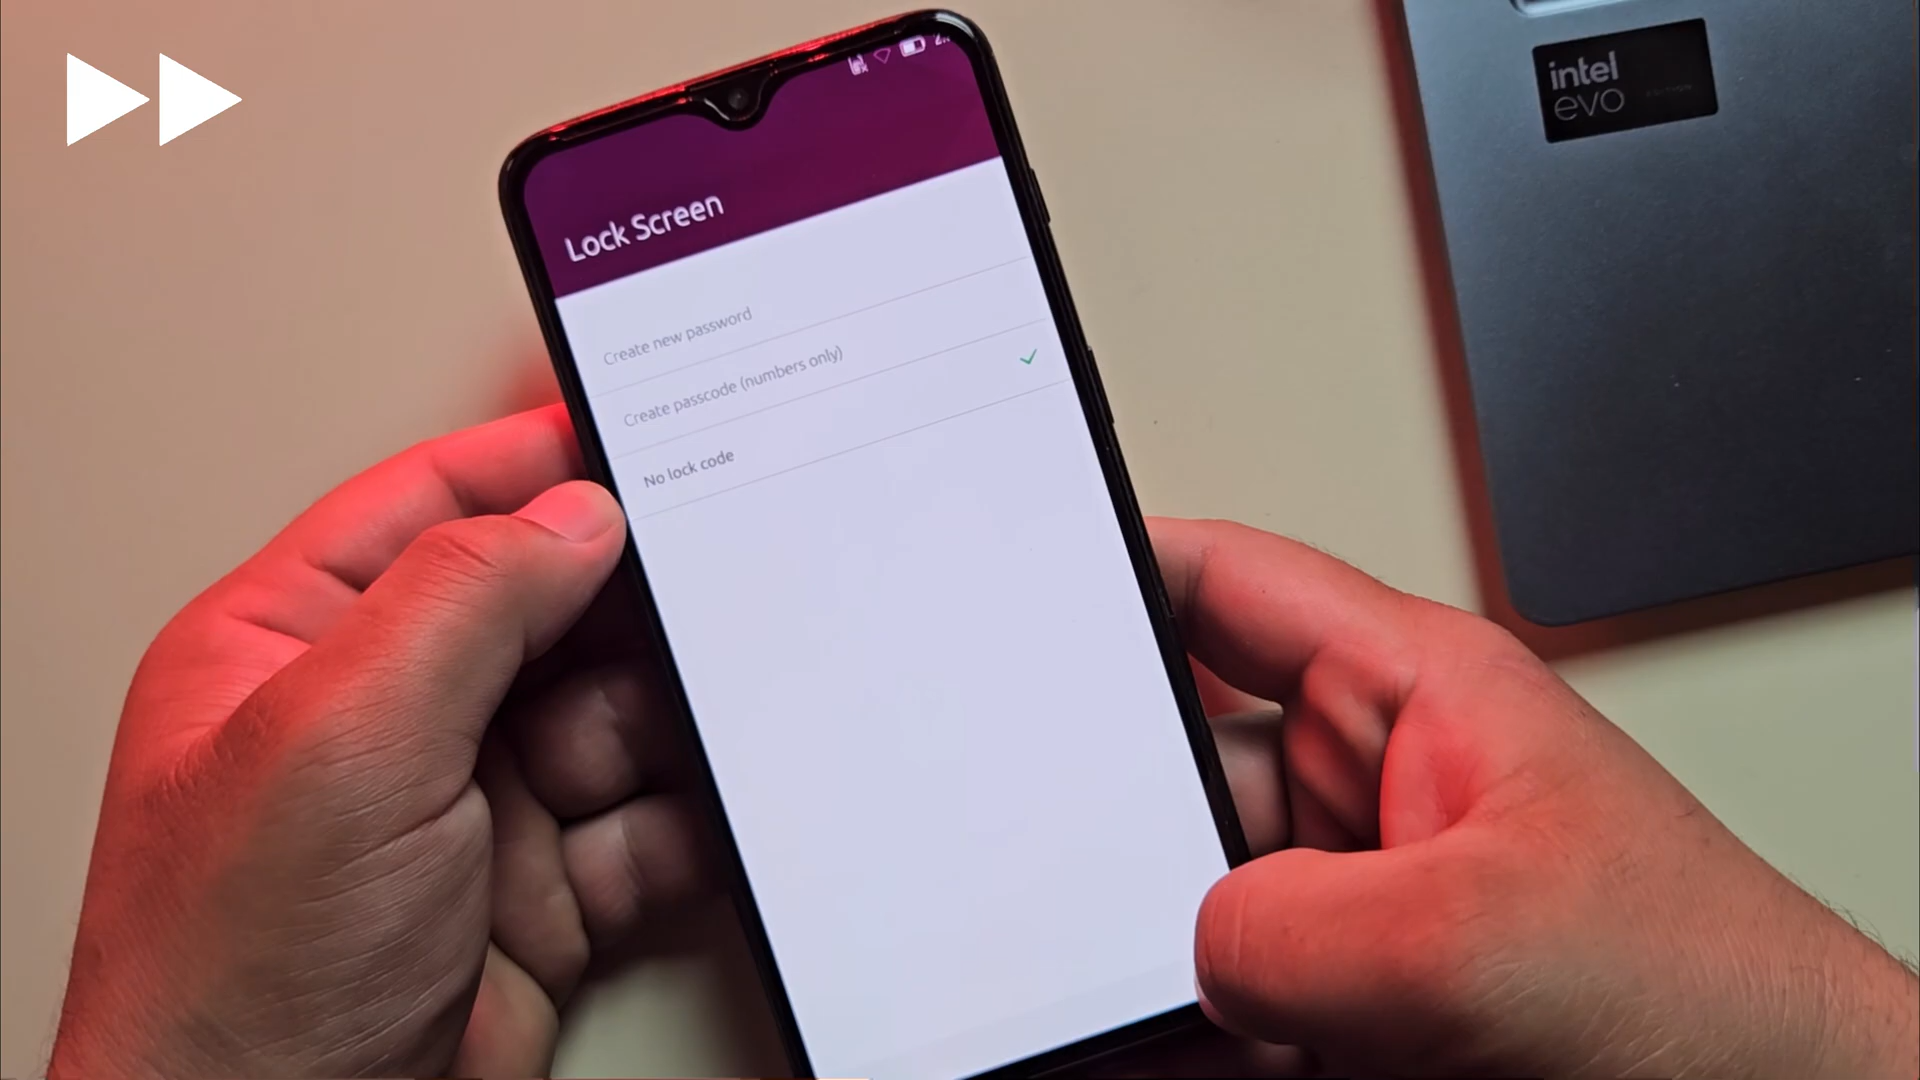 Lock Screen
Create new password
Create passcode (numbers only)
No lock code
intel
evo